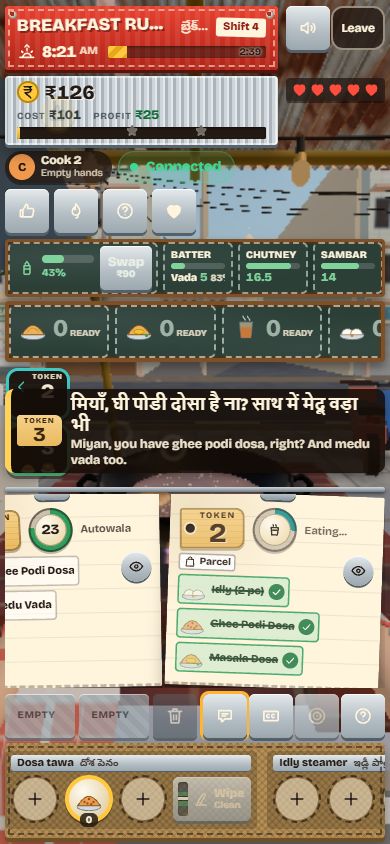 BREAKFAST RU...
Shift 4
Leave
8:21 AM
2:39
₹126
COST ₹101 PROFIT ₹25
C
Cook 2
Empty hands
Connected
43%
Swap
₹90
BATTER
Vada 5 83°
CHUTNEY
16.5
SAMBAR
14
0 READY
0 READY
0 READY
TOKEN
2
TOKEN
3
मियाँ, घी पोडी दोसा है ना? साथ में मेदू वड़ा
भी
Miyan, you have ghee podi dosa, right? And medu
vada too.
23
Autowala
ee Podi Dosa
edu Vada
TOKEN
2
Eating...
Parcel
Idly (2 pc)
Ghee Podi Dosa
Masala Dosa
EMPTY
EMPTY
CC
Dosa tawa దోశ పెనం
0
Wipe
Clean
Idly steamer